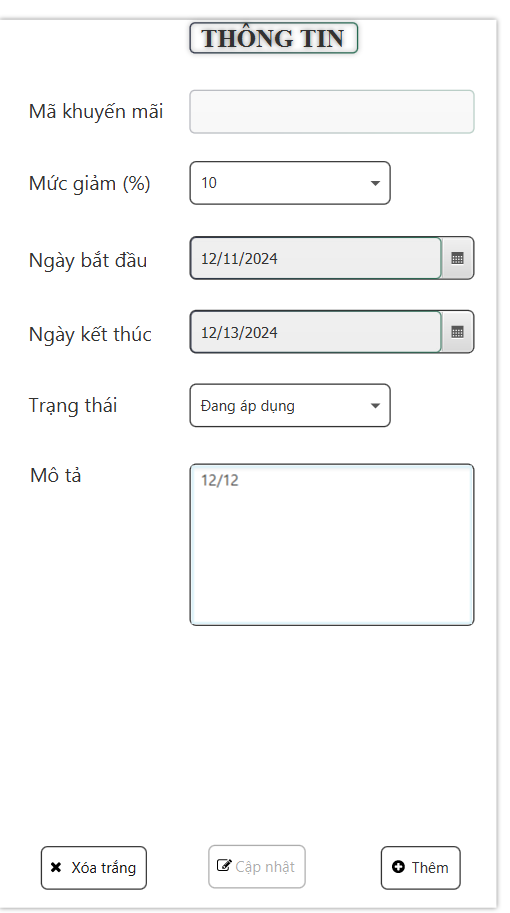 THÔNG TIN
Mã khuyến mãi
Mức giảm (%) 10
Ngày bắt đầu 12/11/2024
Ngày kết thúc 12/13/2024
Trạng thái Đang áp dụng
Mô tả 12/12
Xóa trắng Cập nhật Thêm